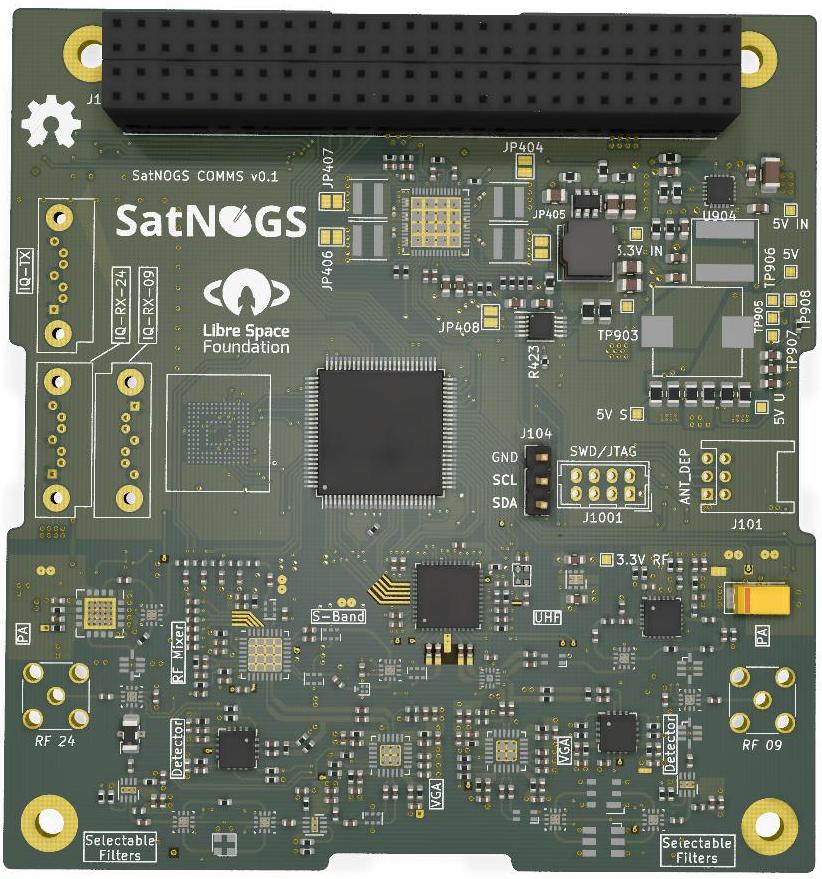 J1
SatNOGS COMMS v0.1
SatNOGS
Libre Space
Foundation
IQ-TX
IQ-RX-24
IQ-RX-09
JP407
JP406
JP404
JP405
JP408
R423
U904
5V IN
3.3V IN
5V
TP906
TP905
TP908
TP907
TP903
5V S
5V U
J104
GND
SCL
SDA
SWD/JTAG
J1001
ANT_DEP
J101
3.3V RF
S-Band
UHF
PA
PA
RF Mixer
RF 24
RF 09
Detector
Detector
VGA
VGA
Selectable
Filters
Selectable
Filters